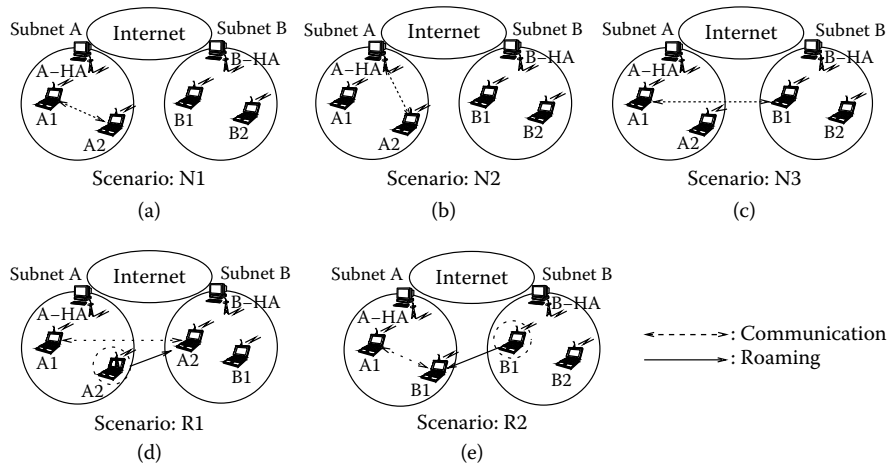 Subnet A Internet Subnet B
A–HA B–HA
A1 A2 B1 B2
Scenario: N1
(a)
Subnet A Internet Subnet B
A–HA B–HA
A1 A2 B1 B2
Scenario: N2
(b)
Subnet A Internet Subnet B
A–HA B–HA
A1 A2 B1 B2
Scenario: N3
(c)
Subnet A Internet Subnet B
A–HA B–HA
A1 A2 A2 B1
Scenario: R1
(d)
Subnet A Internet Subnet B
A–HA B–HA
A1 B1 B1 B2
Scenario: R2
(e)
: Communication
: Roaming